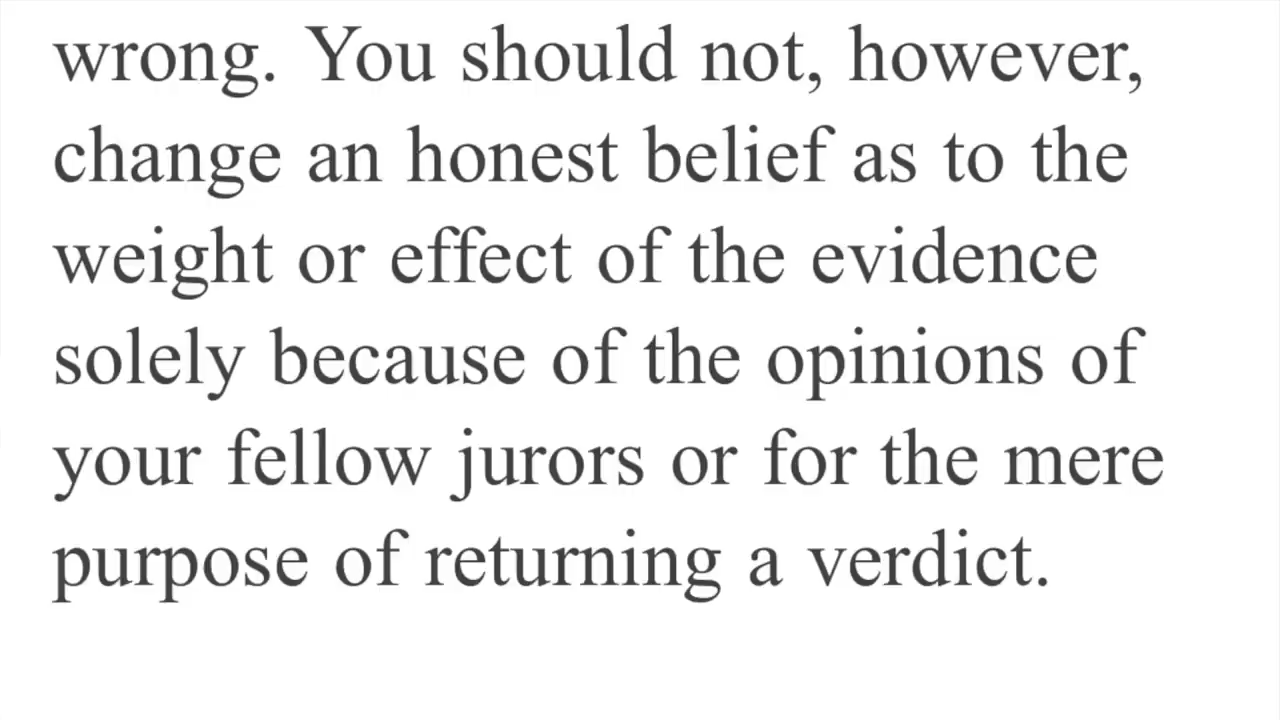 wrong. You should not, however,
change an honest belief as to the
weight or effect of the evidence
solely because of the opinions of
your fellow jurors or for the mere
purpose of returning a verdict.